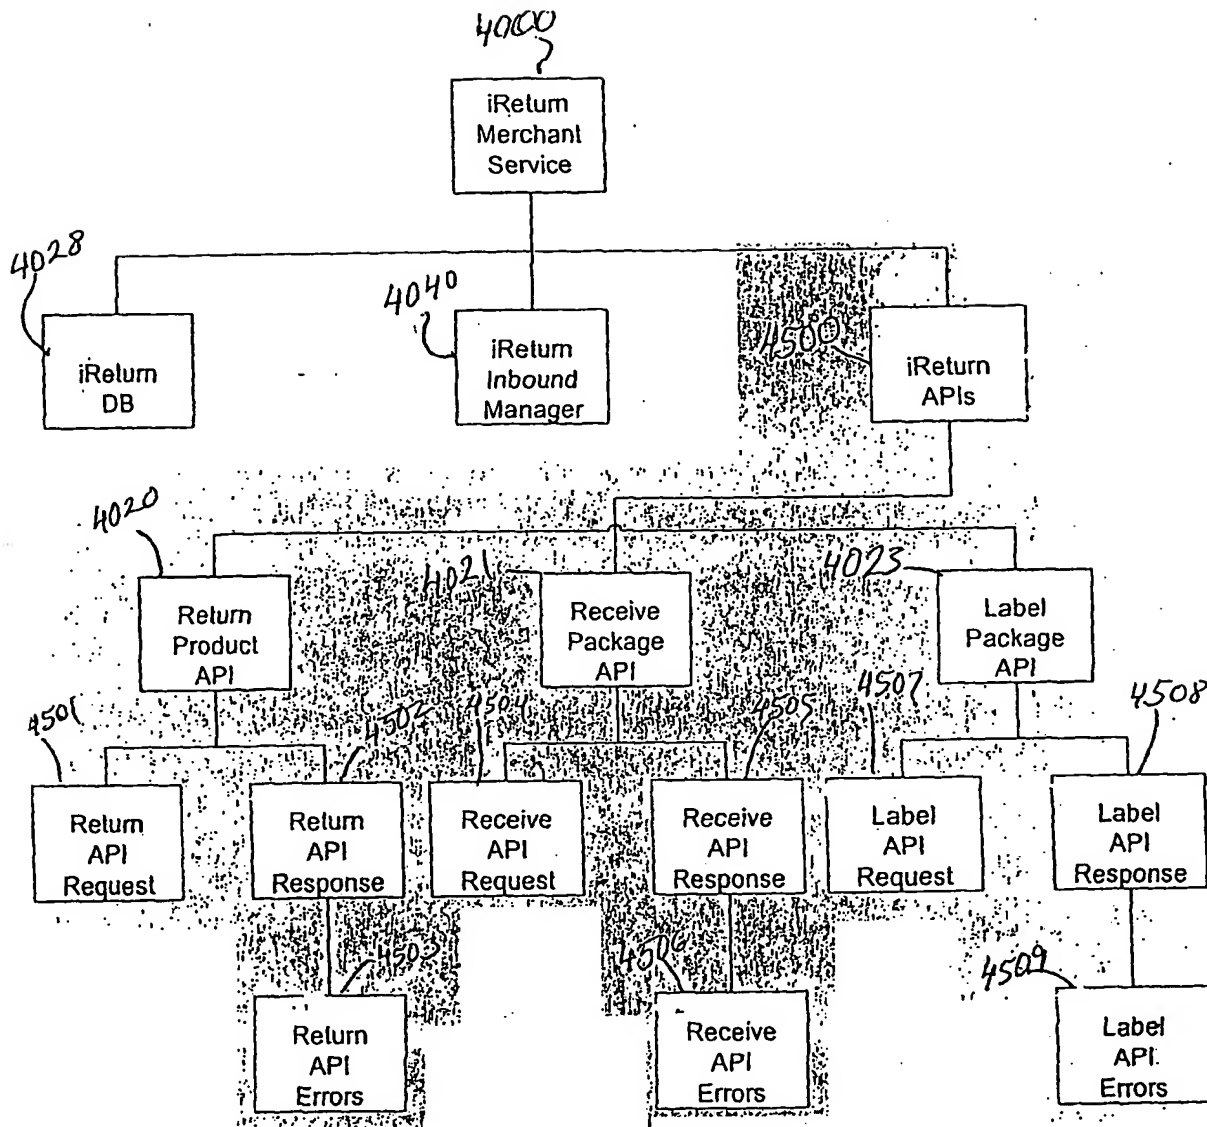 4000
iReturn
Merchant
Service
4028
4040
4500
iReturn
DB
iReturn
Inbound
Manager
iReturn
APIs
4020
4021
4023
Return
Product
API
Receive
Package
API
Label
Package
API
4501
4502
4504
4505
4507
4508
Return
API
Request
Return
API
Response
Receive
API
Request
Receive
API
Response
Label
API
Request
Label
API
Response
4503
4506
4509
Return
API
Errors
Receive
API
Errors
Label
API
Errors